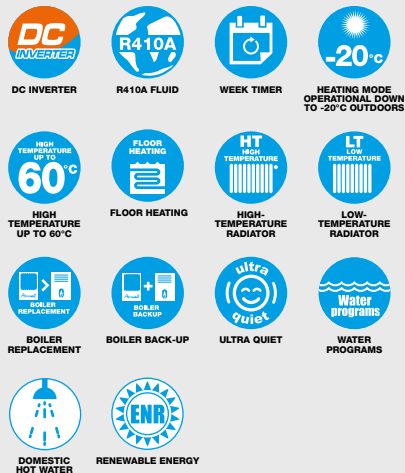 DC
INVERTER
DC INVERTER
R410A
R410A FLUID
WEEK TIMER
-20°C
HEATING MODE
OPERATIONAL DOWN
TO -20°C OUTDOORS
HIGH
TEMPERATURE
UP TO
60°C
HIGH
TEMPERATURE
UP TO 60°C
FLOOR
HEATING
FLOOR HEATING
HT
HIGH
TEMPERATURE
HIGH-
TEMPERATURE
RADIATOR
LT
LOW
TEMPERATURE
LOW-
TEMPERATURE
RADIATOR
BOILER
REPLACEMENT
BOILER
REPLACEMENT
+
BOILER
BACKUP
BOILER BACK-UP
ultra
quiet
ULTRA QUIET
Water
programs
WATER
PROGRAMS
DOMESTIC
HOT WATER
ENR
RENEWABLE ENERGY